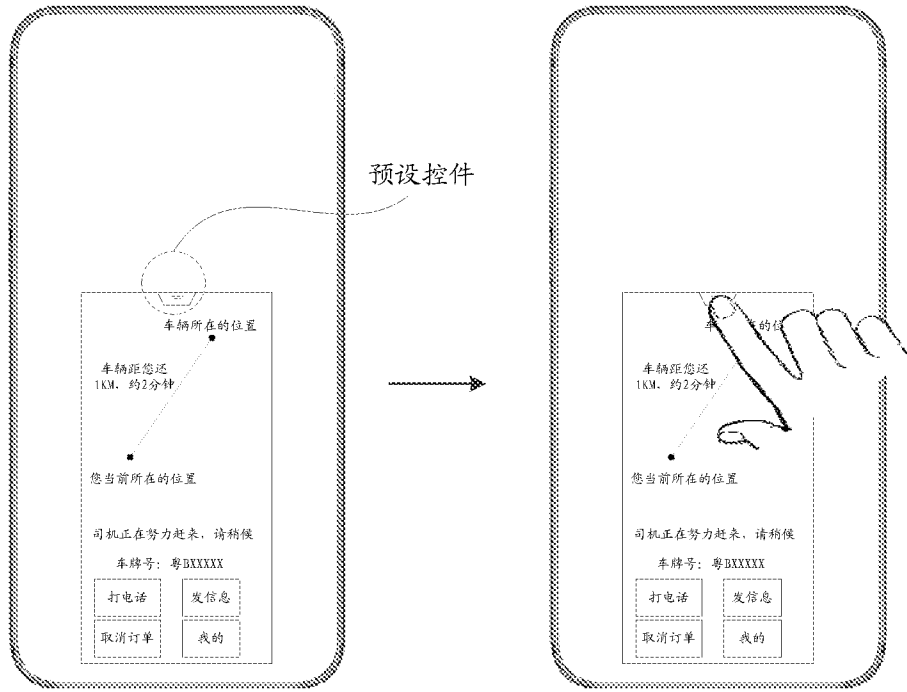 预设控件
车辆所在的位置
车辆距您还
1KM，约2分钟
您当前所在的位置
司机正在努力赶来，请稍候
车牌号：粤BXXXXX
打电话
发信息
取消订单
我的
车
的位
车辆距您还
1KM，约2分钟
您当前所在的位置
司机正在努力赶来，请稍候
车牌号：粤BXXXXX
打电话
发信息
取消订单
我的